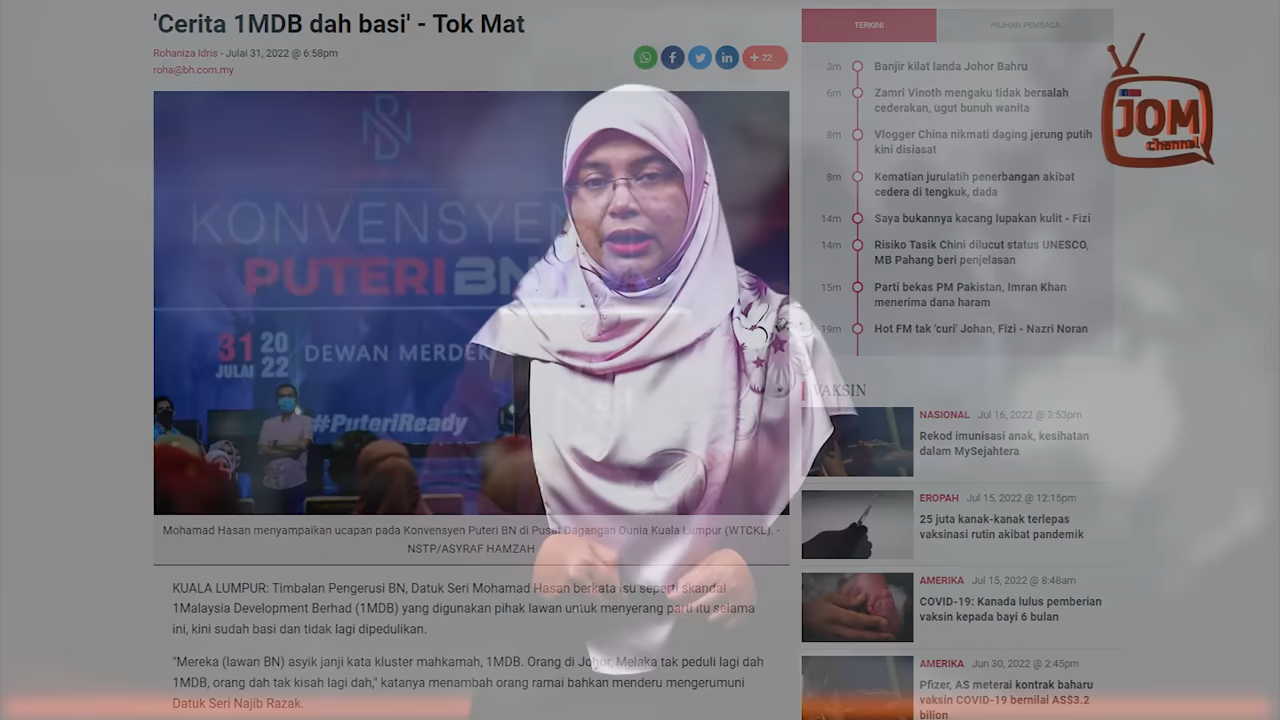 'Cerita 1MDB dah basi' - Tok Mat
Rohaniza Idris - Julai 31, 2022 @ 6:58pm
roha@bh.com.my
22
KONVENSYEN
PUTERI BN
31 JULAI 20 22
DEWAN MERDEK
#PuteriReady
Mohamad Hasan menyampaikan ucapan pada Konvensyen Puteri BN di Pusat Dagangan Dunia Kuala Lumpur (WTCKL). -
NSTP/ASYRAF HAMZAH
KUALA LUMPUR: Timbalan Pengerusi BN, Datuk Seri Mohamad Hasan berkata isu seperti skandal
1Malaysia Development Berhad (1MDB) yang digunakan pihak lawan untuk menyerang parti itu selama
ini, kini sudah basi dan tidak lagi dipedulikan.
"Mereka (lawan BN) asyik janji kata kluster mahkamah, 1MDB. Orang di Johor, Melaka tak peduli lagi dah
1MDB, orang dah tak kisah lagi dah," katanya menambah orang ramai bahkan menderu mengerumuni
Datuk Seri Najib Razak.
TERKINI
PILIHAN PEMBACA
3m Banjir kilat landa Johor Bahru
6m Zamri Vinoth mengaku tidak bersalah
cederakan, ugut bunuh wanita
8m Vlogger China nikmati daging jerung putih
kini disiasat
8m Kematian jurulatih penerbangan akibat
cedera di tengkuk, dada
14m Saya bukannya kacang lupakan kulit - Fizi
14m Risiko Tasik Chini dilucut status UNESCO,
MB Pahang beri penjelasan
15m Parti bekas PM Pakistan, Imran Khan
menerima dana haram
19m Hot FM tak 'curi' Johan, Fizi - Nazri Noran
VAKSIN
NASIONAL Jul 16, 2022 @ 3:53pm
Rekod imunisasi anak, kesihatan
dalam MySejahtera
EROPAH Jul 15, 2022 @ 12:15pm
25 juta kanak-kanak terlepas
vaksinasi rutin akibat pandemik
AMERIKA Jul 15, 2022 @ 8:48am
COVID-19: Kanada lulus pemberian
vaksin kepada bayi 6 bulan
AMERIKA Jun 30, 2022 @ 2:45pm
Pfizer, AS meterai kontrak baharu
vaksin COVID-19 bernilai AS$3.2
bilion
JOM
channel